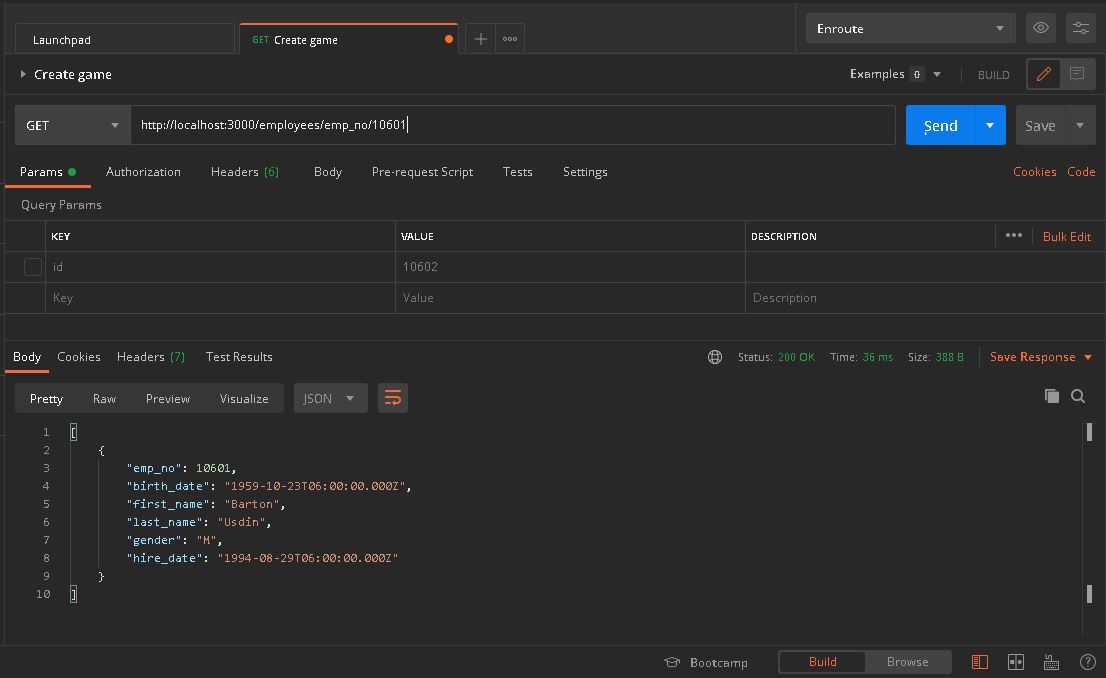 Launchpad
GET Create game
Enroute
Create game
Examples 0
BUILD
GET
http://localhost:3000/employees/emp_no/10601
Send
Save
Params
Authorization
Headers (6)
Body
Pre-request Script
Tests
Settings
Cookies
Code
Query Params
KEY
VALUE
DESCRIPTION
Bulk Edit
id
10602
Key
Value
Description
Body
Cookies
Headers (7)
Test Results
Status: 200 OK
Time: 36 ms
Size: 388 B
Save Response
Pretty
Raw
Preview
Visualize
JSON
1 [
2 {
3 "emp_no": 10601,
4 "birth_date": "1959-10-23T06:00:00.000Z",
5 "first_name": "Barton",
6 "last_name": "Usdin",
7 "gender": "M",
8 "hire_date": "1994-08-29T06:00:00.000Z"
9 }
10 ]
Bootcamp
Build
Browse